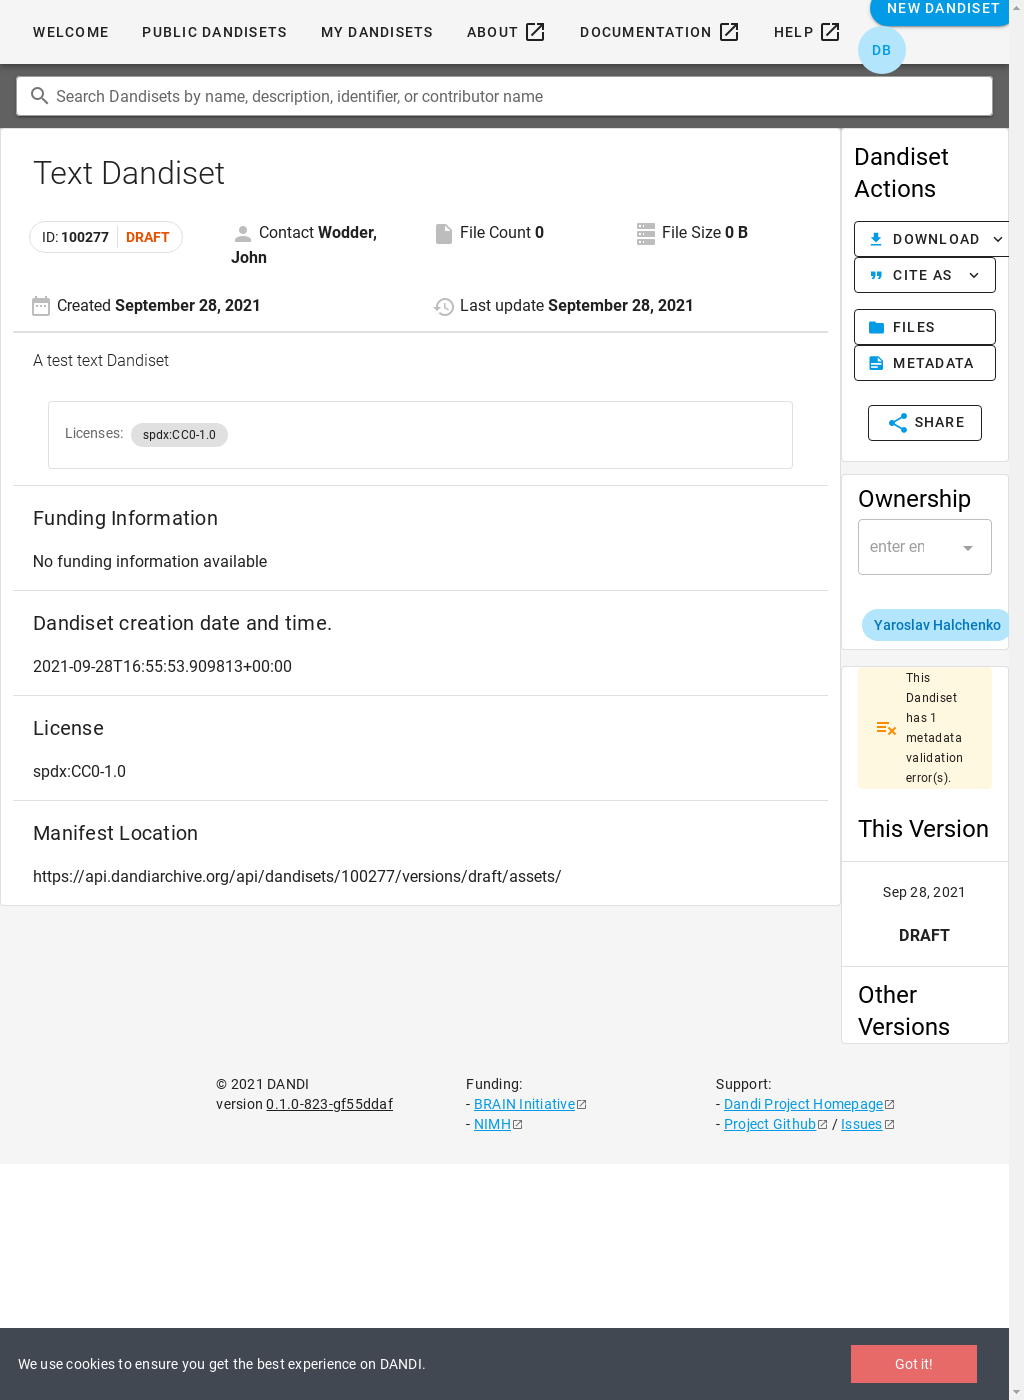 WELCOME
PUBLIC DANDISETS
MY DANDISETS
ABOUT
DOCUMENTATION
HELP
NEW DANDISET
DB
Search Dandisets by name, description, identifier, or contributor name
Text Dandiset
ID: 100277 DRAFT
Contact Wodder,
John
File Count 0
File Size 0 B
Created September 28, 2021
Last update September 28, 2021
A test text Dandiset
Licenses: spdx:CC0-1.0
Funding Information
No funding information available
Dandiset creation date and time.
2021-09-28T16:55:53.909813+00:00
License
spdx:CC0-1.0
Manifest Location
https://api.dandiarchive.org/api/dandisets/100277/versions/draft/assets/
Dandiset
Actions
DOWNLOAD
CITE AS
FILES
METADATA
SHARE
Ownership
enter en
Yaroslav Halchenko
This
Dandiset
has 1
metadata
validation
error(s).
This Version
Sep 28, 2021
DRAFT
Other
Versions
© 2021 DANDI
version 0.1.0-823-gf55ddaf
Funding:
- BRAIN Initiative
- NIMH
Support:
- Dandi Project Homepage
- Project Github / Issues
We use cookies to ensure you get the best experience on DANDI.
Got it!